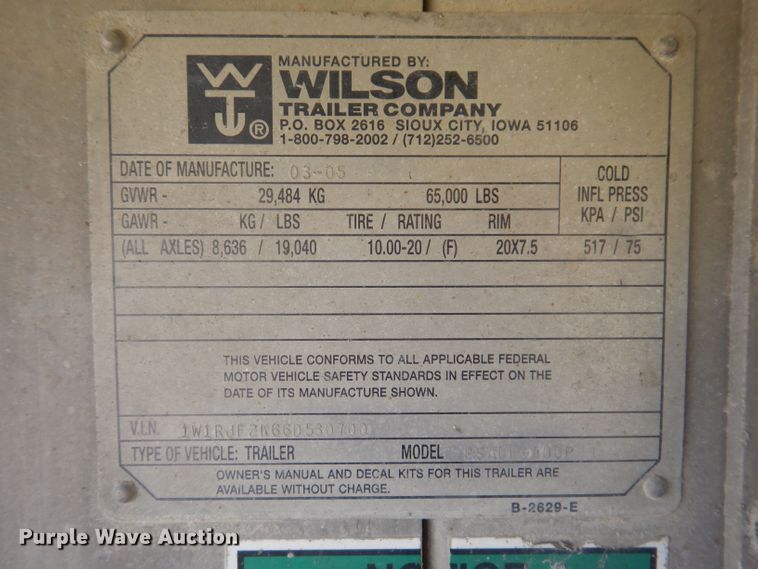 MANUFACTURED BY:
WILSON
TRAILER COMPANY
P.O. BOX 2616 SIOUX CITY, IOWA 51106
1-800-798-2002 / (712)252-6500
WTJ ®
DATE OF MANUFACTURE: 03-05
COLD
INFL PRESS
KPA / PSI
GVWR - 29,484 KG 65,000 LBS
GAWR - KG / LBS TIRE / RATING RIM
(ALL AXLES) 8,636 / 19,040 10.00-20 / (F) 20X7.5 517 / 75
THIS VEHICLE CONFORMS TO ALL APPLICABLE FEDERAL
MOTOR VEHICLE SAFETY STANDARDS IN EFFECT ON THE
DATE OF ITS MANUFACTURE SHOWN.
V.I.N.
TYPE OF VEHICLE: TRAILER MODEL
OWNER'S MANUAL AND DECAL KITS FOR THIS TRAILER ARE
AVAILABLE WITHOUT CHARGE.
B-2629-E
Purple Wave Auction